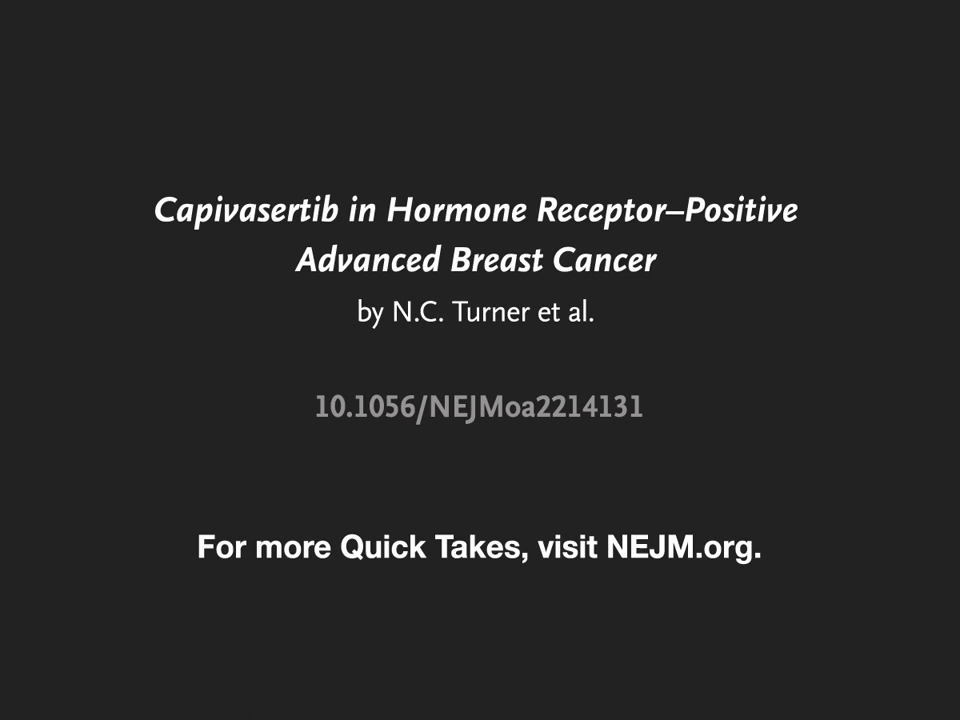 Capivasertib in Hormone Receptor–Positive
Advanced Breast Cancer
by N.C. Turner et al.
10.1056/NEJMoa2214131
For more Quick Takes, visit NEJM.org.